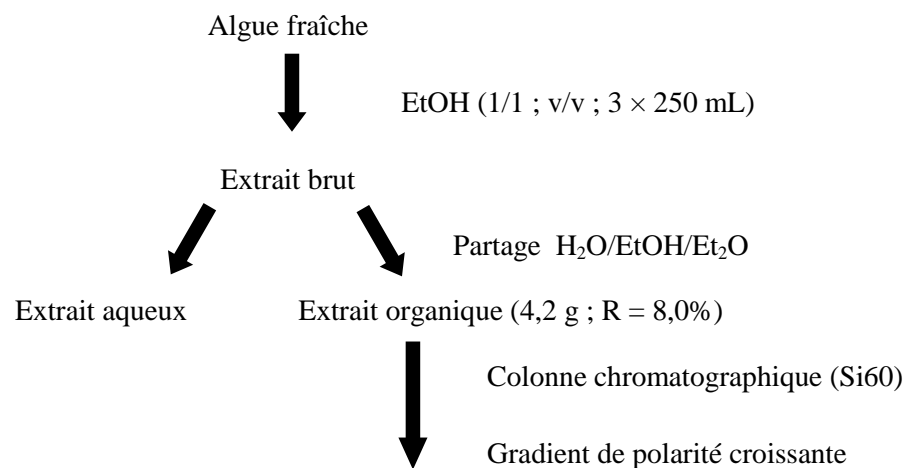 Algue fraîche
EtOH (1/1 ; v/v ; 3 × 250 mL)
Extrait brut
Partage H₂O/EtOH/Et₂O
Extrait aqueux
Extrait organique (4,2 g ; R = 8,0%)
Colonne chromatographique (Si60)
Gradient de polarité croissante